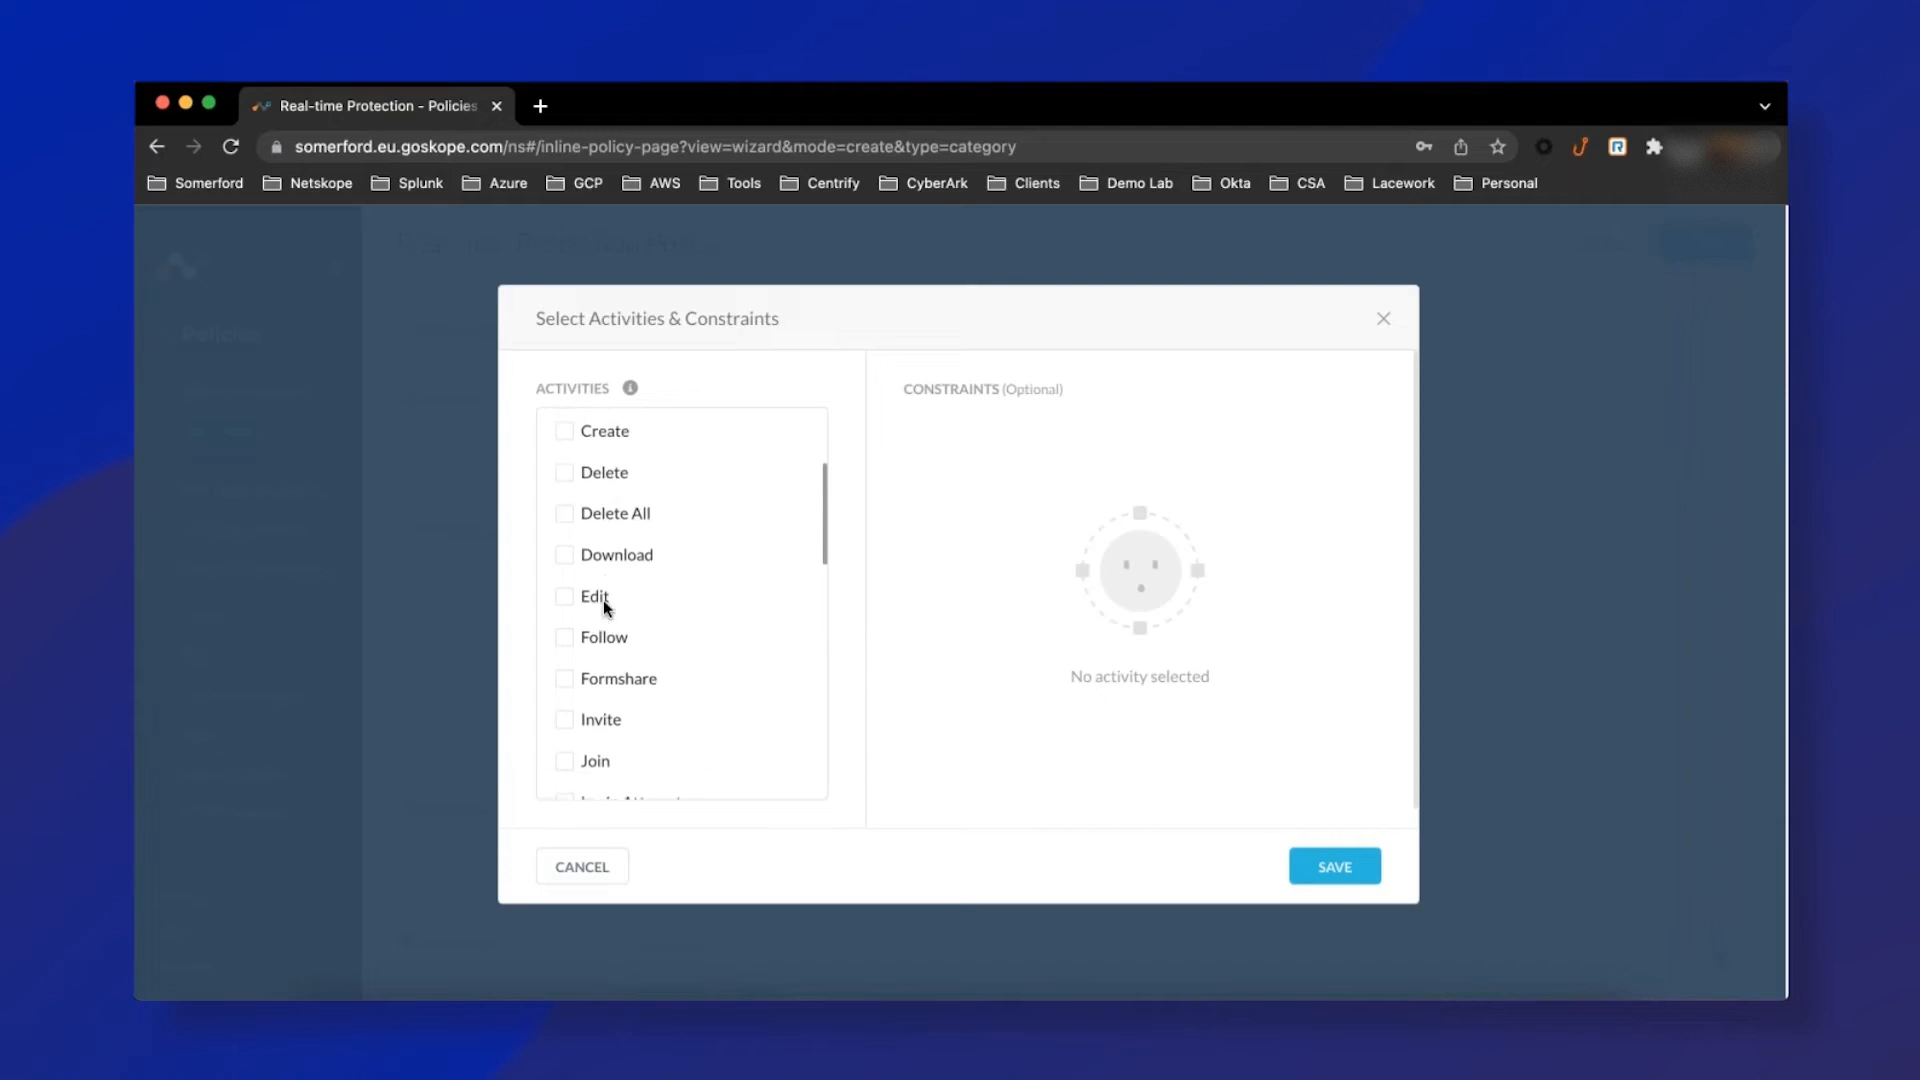 Real-time Protection - Policies
somerford.eu.goskope.com/ns#/inline-policy-page?view=wizard&mode=create&type=category
Somerford Netskope Splunk Azure GCP AWS Tools Centrify CyberArk Clients Demo Lab Okta CSA Lacework Personal
Policies
Select Activities & Constraints
ACTIVITIES
CONSTRAINTS (Optional)
Create
Delete
Delete All
Download
Edit
Follow
Formshare
Invite
Join
No activity selected
CANCEL
SAVE